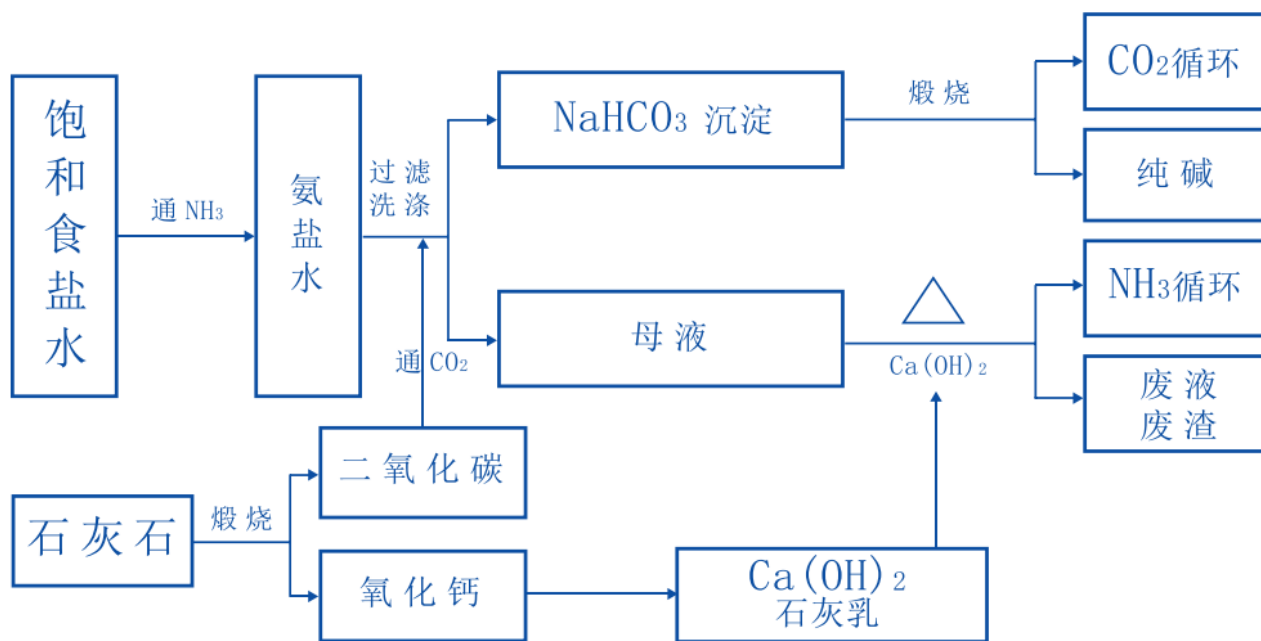 饱和食盐水
通 NH₃
氨盐水
过滤
洗涤
通 CO₂
NaHCO₃ 沉淀
煅烧
CO₂循环
纯碱
母液
Ca(OH)₂
NH₃循环
废液
废渣
石灰石
煅烧
二氧化碳
氧化钙
Ca(OH)₂
石灰乳